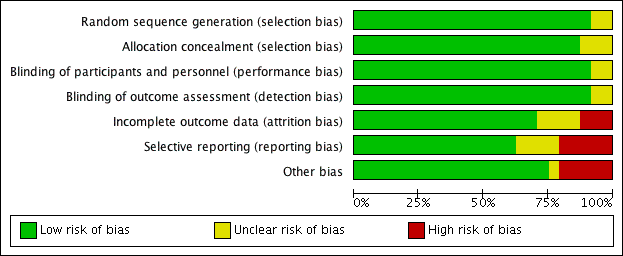 Random sequence generation (selection bias)
Allocation concealment (selection bias)
Blinding of participants and personnel (performance bias)
Blinding of outcome assessment (detection bias)
Incomplete outcome data (attrition bias)
Selective reporting (reporting bias)
Other bias
0% 25% 50% 75% 100%
Low risk of bias Unclear risk of bias High risk of bias